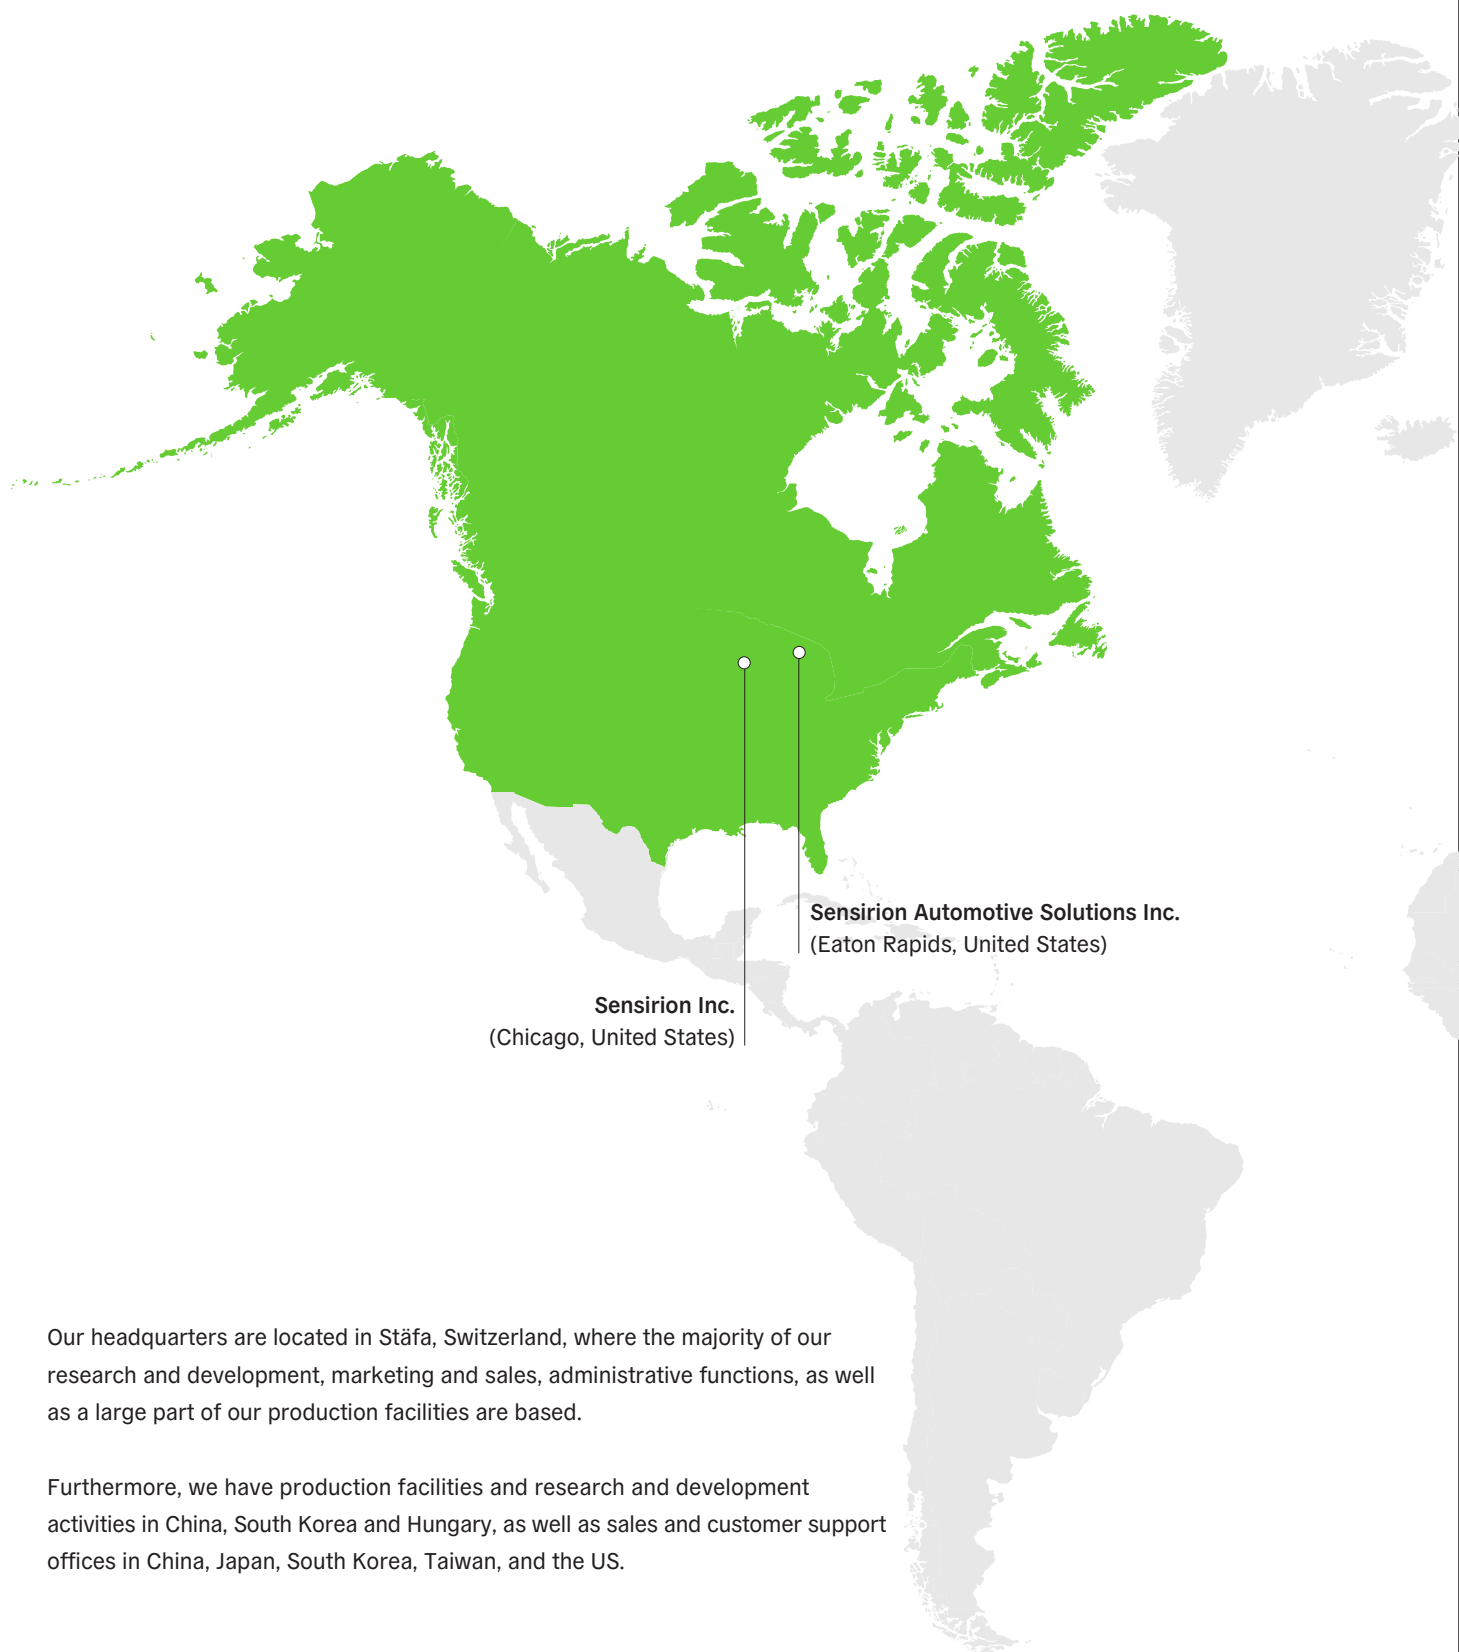 Sensirion Automotive Solutions Inc.
(Eaton Rapids, United States)
Sensirion Inc.
(Chicago, United States)
Our headquarters are located in Stäfa, Switzerland, where the majority of our
research and development, marketing and sales, administrative functions, as well
as a large part of our production facilities are based.
Furthermore, we have production facilities and research and development
activities in China, South Korea and Hungary, as well as sales and customer support
offices in China, Japan, South Korea, Taiwan, and the US.